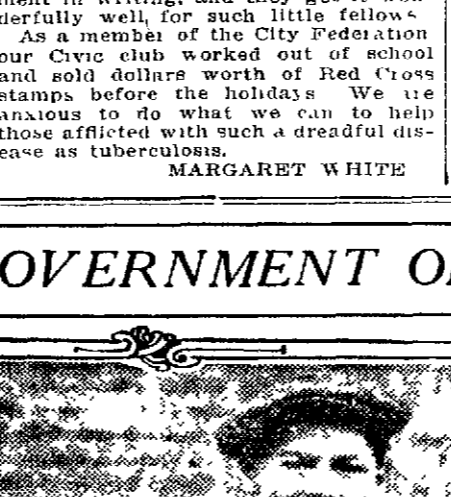 ment in writing, and they get
derfully well, for such little fellows
As a member of the City Federation
our Civic club worked out of school
and sold dollars worth of Red Cross
stamps before the holidays We are
anxious to do what we can to help
those afflicted with such a dreadful dis-
ease as tuberculosis.
MARGARET WHITE
OVERNMENT O